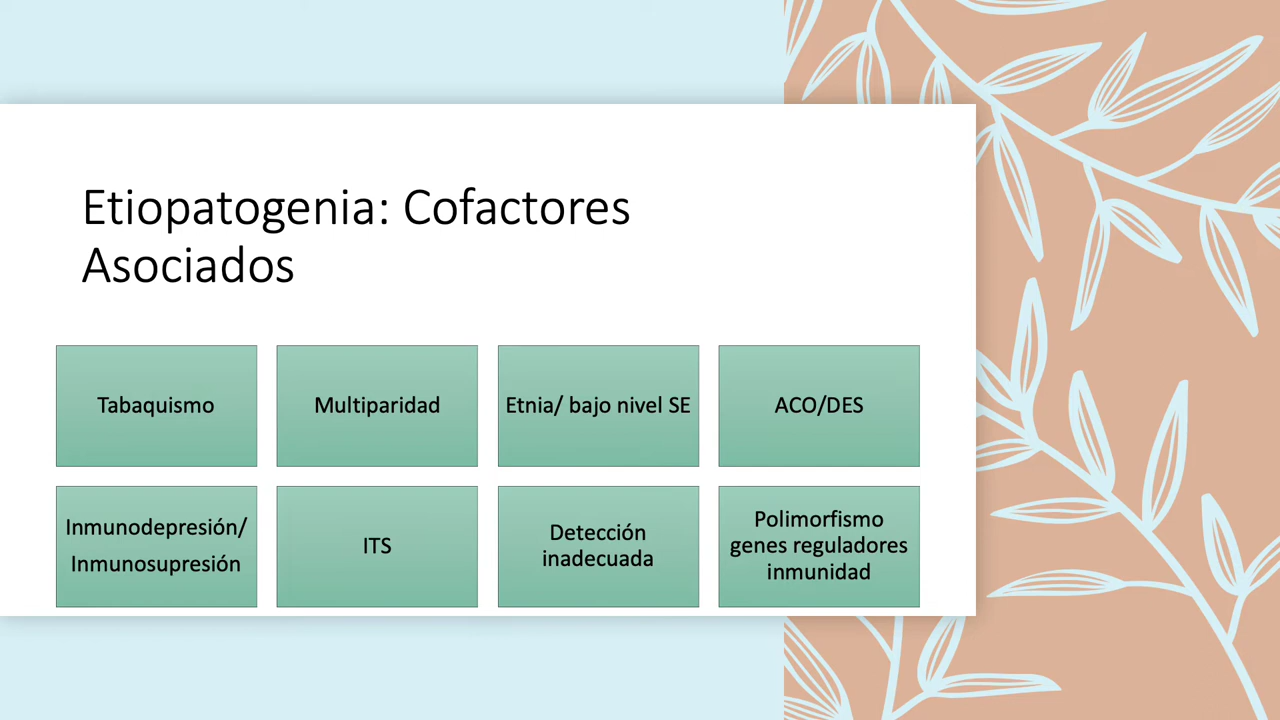 Etiopatogenia: Cofactores
Asociados
Tabaquismo
Multiparidad
Etnia/ bajo nivel SE
ACO/DES
Inmunodepresión/
Inmunosupresión
ITS
Detección
inadecuada
Polimorfismo
genes reguladores
inmunidad